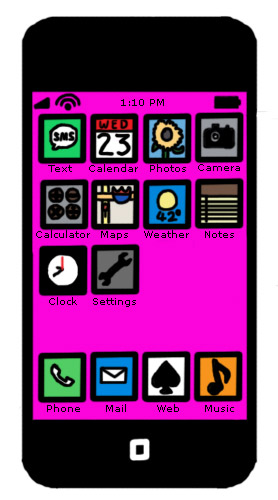 1:10 PM
SMS
WED
23
Text Calendar Photos Camera
42°
Calculator Maps Weather Notes
Clock Settings
Phone Mail Web Music